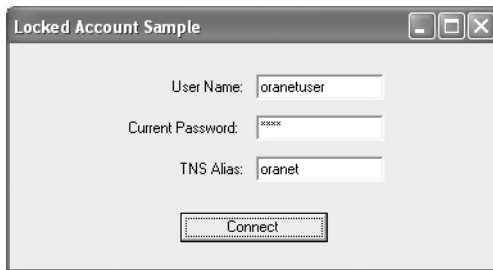 Locked Account Sample
User Name: oranetuser
Current Password: ****
TNS Alias: oranet
Connect